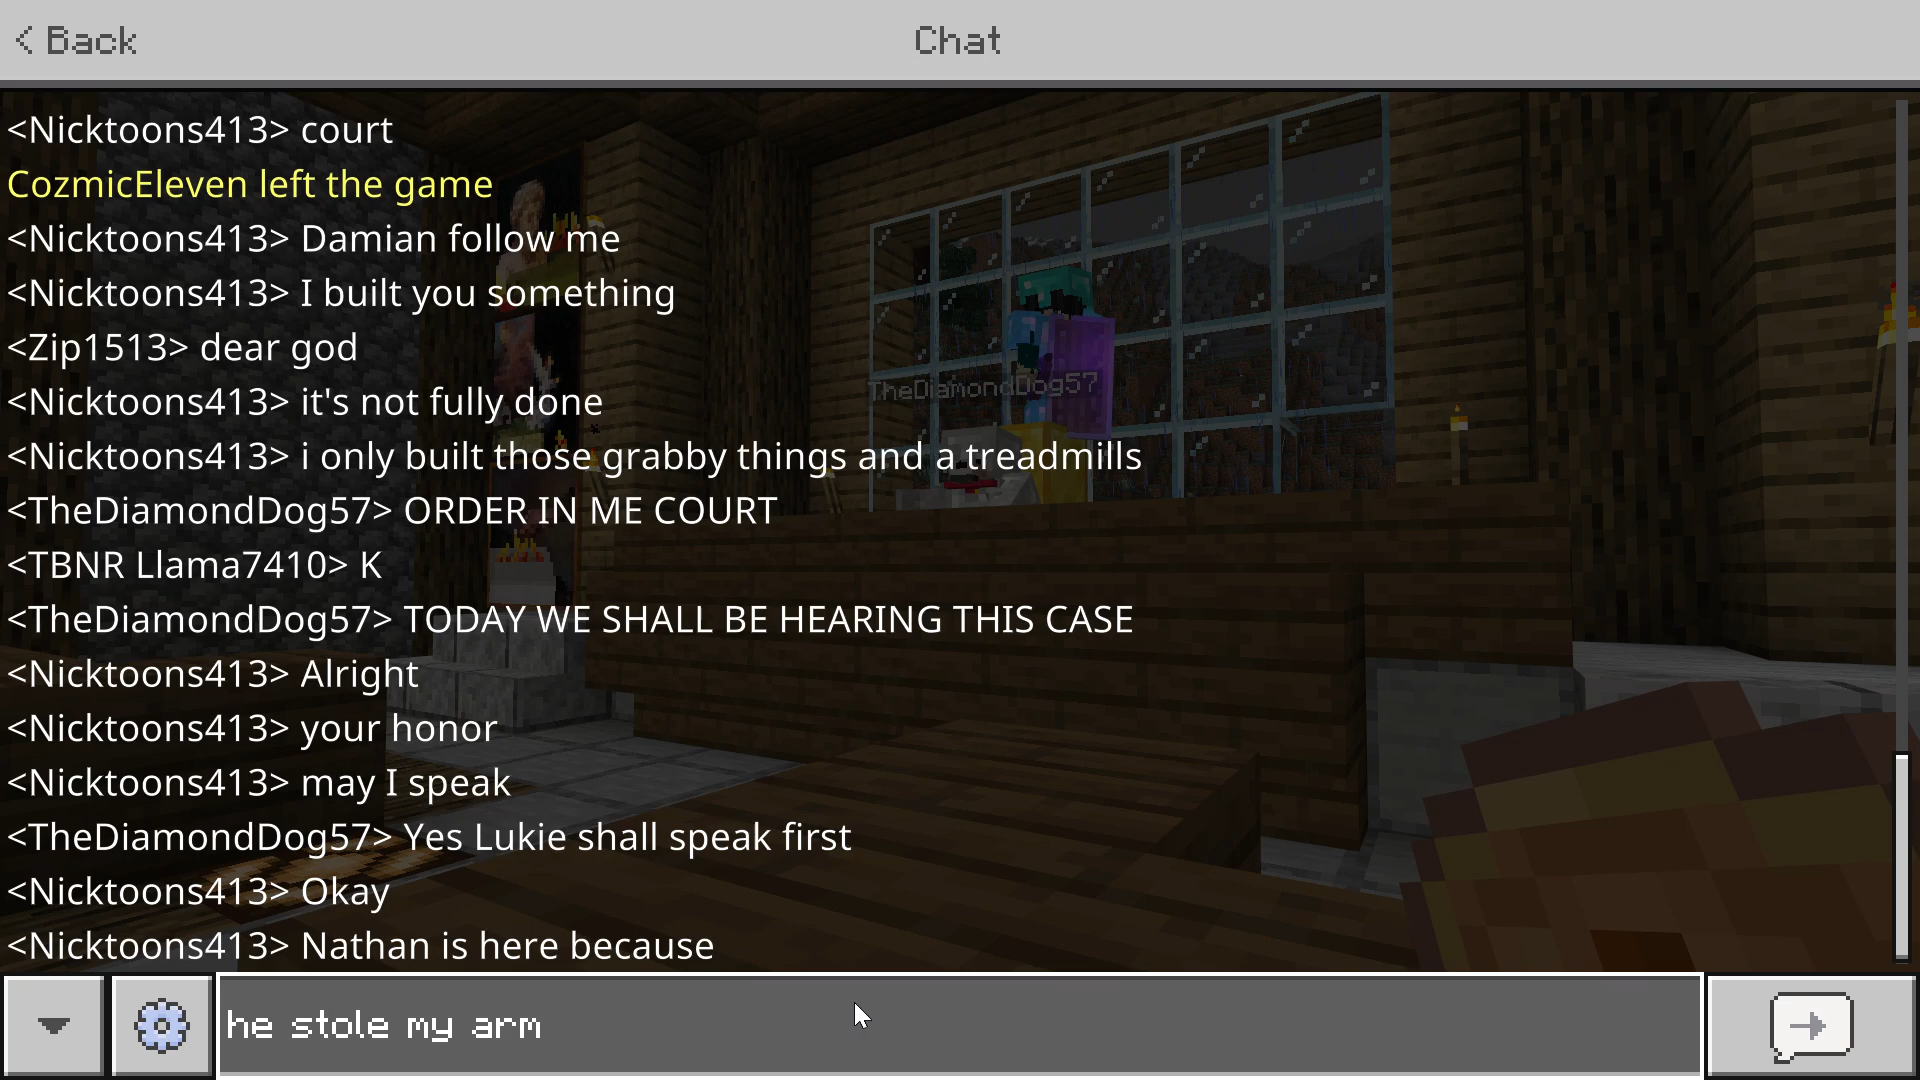 < Back
Chat
<Nicktoons413> court
CozmicEleven left the game
<Nicktoons413> Damian follow me
<Nicktoons413> I built you something
<Zip1513> dear god
TheDiamondDog57
<Nicktoons413> it's not fully done
<Nicktoons413> i only built those grabby things and a treadmills
<TheDiamondDog57> ORDER IN ME COURT
<TBNR Llama7410> K
<TheDiamondDog57> TODAY WE SHALL BE HEARING THIS CASE
<Nicktoons413> Alright
<Nicktoons413> your honor
<Nicktoons413> may I speak
<TheDiamondDog57> Yes Lukie shall speak first
<Nicktoons413> Okay
<Nicktoons413> Nathan is here because
he stole my arm